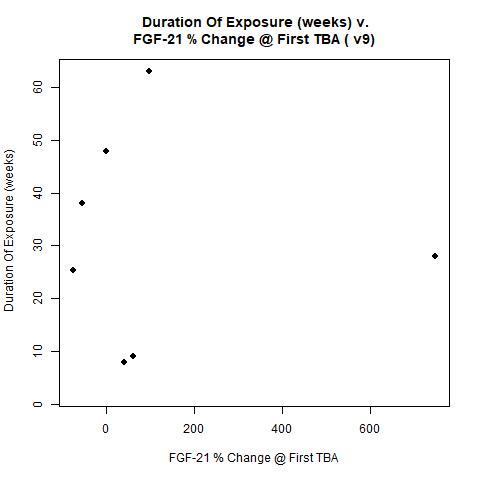 Duration Of Exposure (weeks) v.
FGF-21 % Change @ First TBA ( v9)
Duration Of Exposure (weeks)
60
50
40
30
20
10
0
0 200 400 600
FGF-21 % Change @ First TBA